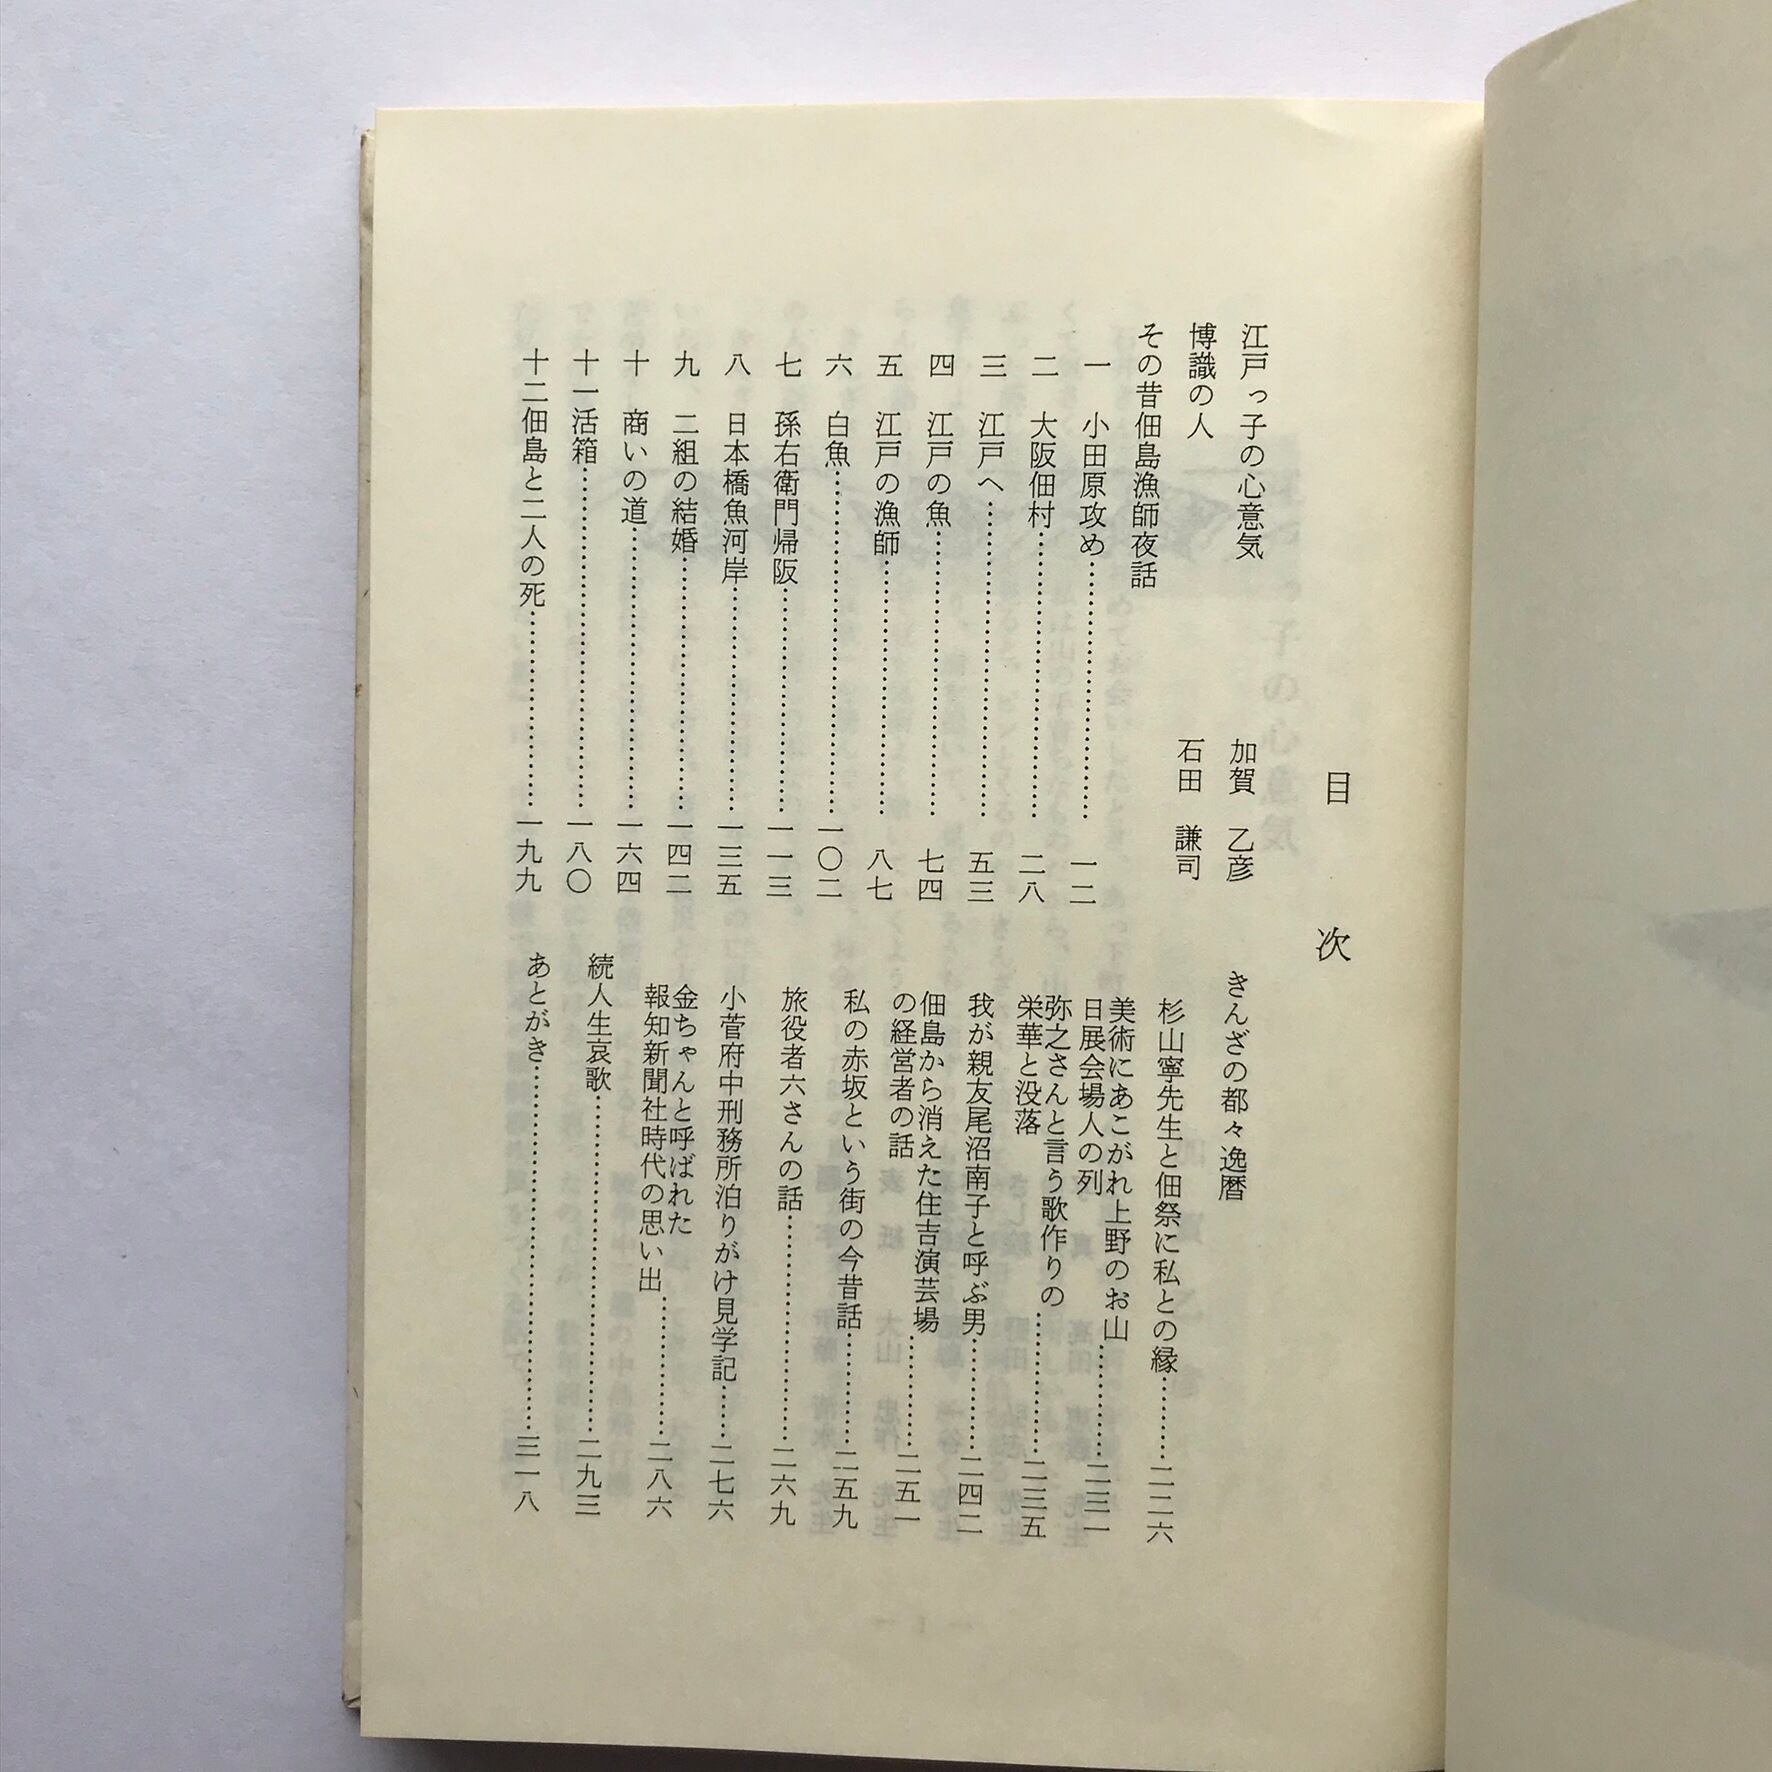 目次
江戸っ子の心意気　加賀　乙彦
博識の人　石田　謙司
その昔佃島漁師夜話
一　小田原攻め…………一二
二　大阪佃村…………二八
三　江戸へ…………五三
四　江戸の魚…………七四
五　江戸の漁師…………八七
六　白魚…………一〇二
七　孫右衛門帰阪…………一一三
八　日本橋魚河岸…………一三五
九　二組の結婚…………一四二
十　商いの道…………一六四
十一活箱…………一八〇
十二佃島と二人の死…………一九九
きんざの都々逸暦
杉山寧先生と佃祭に私との縁…………二二六
美術にあこがれ上野のお山
日展会場人の列…………二三一
弥之さんと言う歌作りの
栄華と没落…………二三五
我が親友尾沼南子と呼ぶ男…………二四二
佃島から消えた住吉演芸場
の経営者の話…………二五一
私の赤坂という街の今昔話…………二五九
旅役者六さんの話…………二六九
小菅府中刑務所泊りがけ見学記…………二七六
金ちゃんと呼ばれた
報知新聞社時代の思い出…………二八六
続人生哀歌…………二九三
あとがき…………三一八